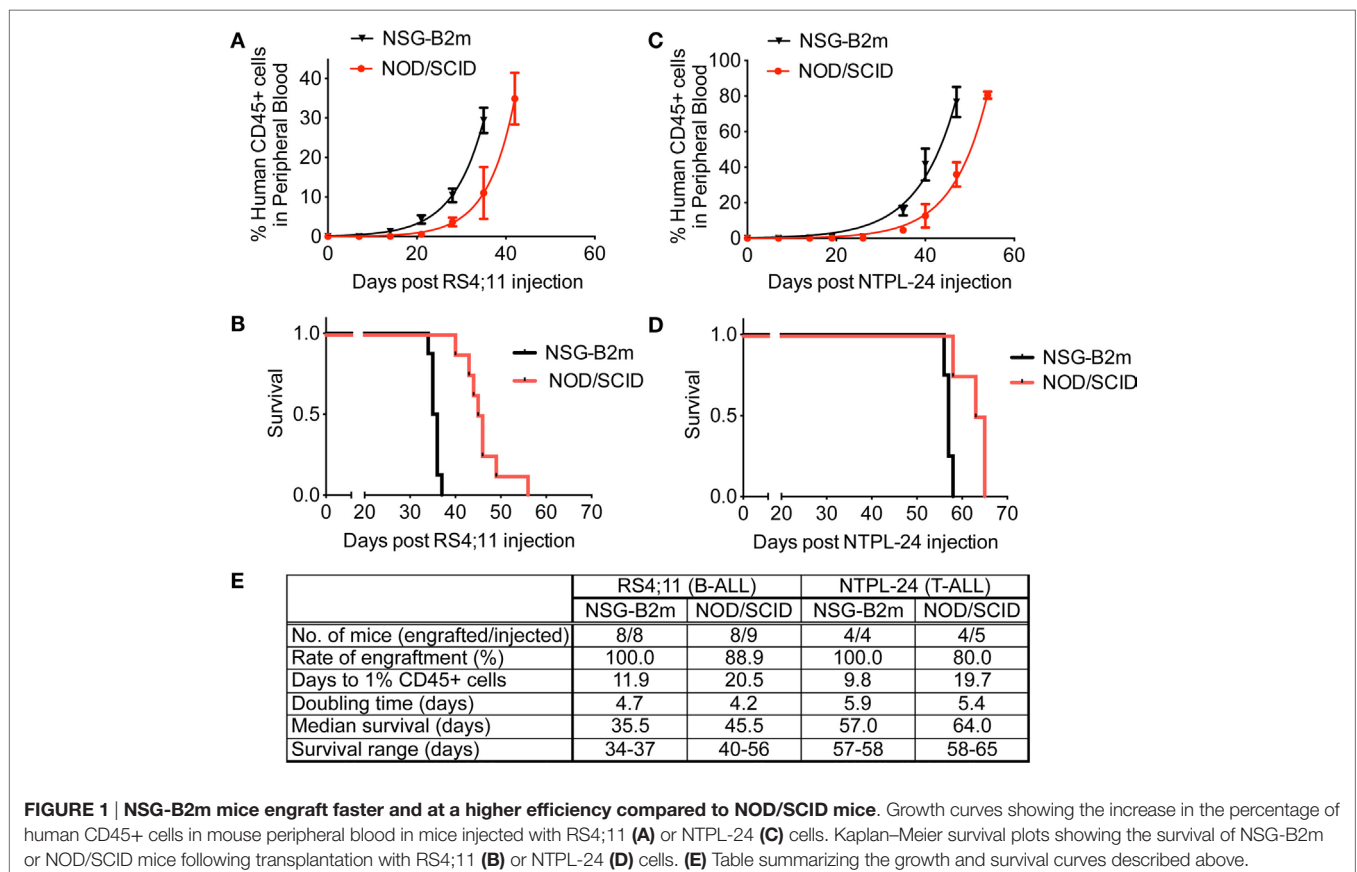 A
NSG-B2m
NOD/SCID
% Human CD45+ cells
in Peripheral Blood
40
30
20
10
0
0 20 40 60
Days post RS4;11 injection
C
NSG-B2m
NOD/SCID
% Human CD45+ cells
in Peripheral Blood
100
80
60
40
20
0
0 20 40 60
Days post NTPL-24 injection
B
NSG-B2m
NOD/SCID
Survival
1.0
0.5
0.0
0 20 30 40 50 60 70
Days post RS4;11 injection
D
NSG-B2m
NOD/SCID
Survival
1.0
0.5
0.0
0 20 30 40 50 60 70
Days post NTPL-24 injection
E
RS4;11 (B-ALL) NTPL-24 (T-ALL)
NSG-B2m NOD/SCID NSG-B2m NOD/SCID
No. of mice (engrafted/injected) 8/8 8/9 4/4 4/5
Rate of engraftment (%) 100.0 88.9 100.0 80.0
Days to 1% CD45+ cells 11.9 20.5 9.8 19.7
Doubling time (days) 4.7 4.2 5.9 5.4
Median survival (days) 35.5 45.5 57.0 64.0
Survival range (days) 34-37 40-56 57-58 58-65
FIGURE 1 | NSG-B2m mice engraft faster and at a higher efficiency compared to NOD/SCID mice. Growth curves showing the increase in the percentage of
human CD45+ cells in mouse peripheral blood in mice injected with RS4;11 (A) or NTPL-24 (C) cells. Kaplan–Meier survival plots showing the survival of NSG-B2m
or NOD/SCID mice following transplantation with RS4;11 (B) or NTPL-24 (D) cells. (E) Table summarizing the growth and survival curves described above.